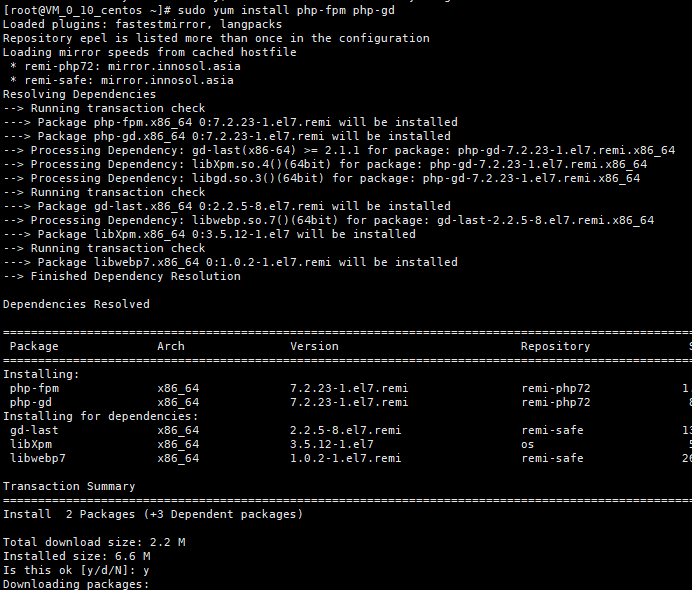 [root@VM_0_10_centos ~]# sudo yum install php-fpm php-gd
Loaded plugins: fastestmirror, langpacks
Repository epel is listed more than once in the configuration
Loading mirror speeds from cached hostfile
 * remi-php72: mirror.innosol.asia
 * remi-safe: mirror.innosol.asia
Resolving Dependencies
--> Running transaction check
---> Package php-fpm.x86_64 0:7.2.23-1.el7.remi will be installed
---> Package php-gd.x86_64 0:7.2.23-1.el7.remi will be installed
--> Processing Dependency: gd-last(x86-64) >= 2.1.1 for package: php-gd-7.2.23-1.el7.remi.x86_64
--> Processing Dependency: libXpm.so.4()(64bit) for package: php-gd-7.2.23-1.el7.remi.x86_64
--> Processing Dependency: libgd.so.3()(64bit) for package: php-gd-7.2.23-1.el7.remi.x86_64
--> Running transaction check
---> Package gd-last.x86_64 0:2.2.5-8.el7.remi will be installed
--> Processing Dependency: libwebp.so.7()(64bit) for package: gd-last-2.2.5-8.el7.remi.x86_64
---> Package libXpm.x86_64 0:3.5.12-1.el7 will be installed
--> Running transaction check
---> Package libwebp7.x86_64 0:1.0.2-1.el7.remi will be installed
--> Finished Dependency Resolution

Dependencies Resolved

================================================================================
 Package Arch Version Repository S
================================================================================
Installing:
 php-fpm x86_64 7.2.23-1.el7.remi remi-php72 1.
 php-gd x86_64 7.2.23-1.el7.remi remi-php72 8
Installing for dependencies:
 gd-last x86_64 2.2.5-8.el7.remi remi-safe 13
 libXpm x86_64 3.5.12-1.el7 os 5
 libwebp7 x86_64 1.0.2-1.el7.remi remi-safe 26

Transaction Summary
================================================================================
Install  2 Packages (+3 Dependent packages)

Total download size: 2.2 M
Installed size: 6.6 M
Is this ok [y/d/N]: y
Downloading packages: